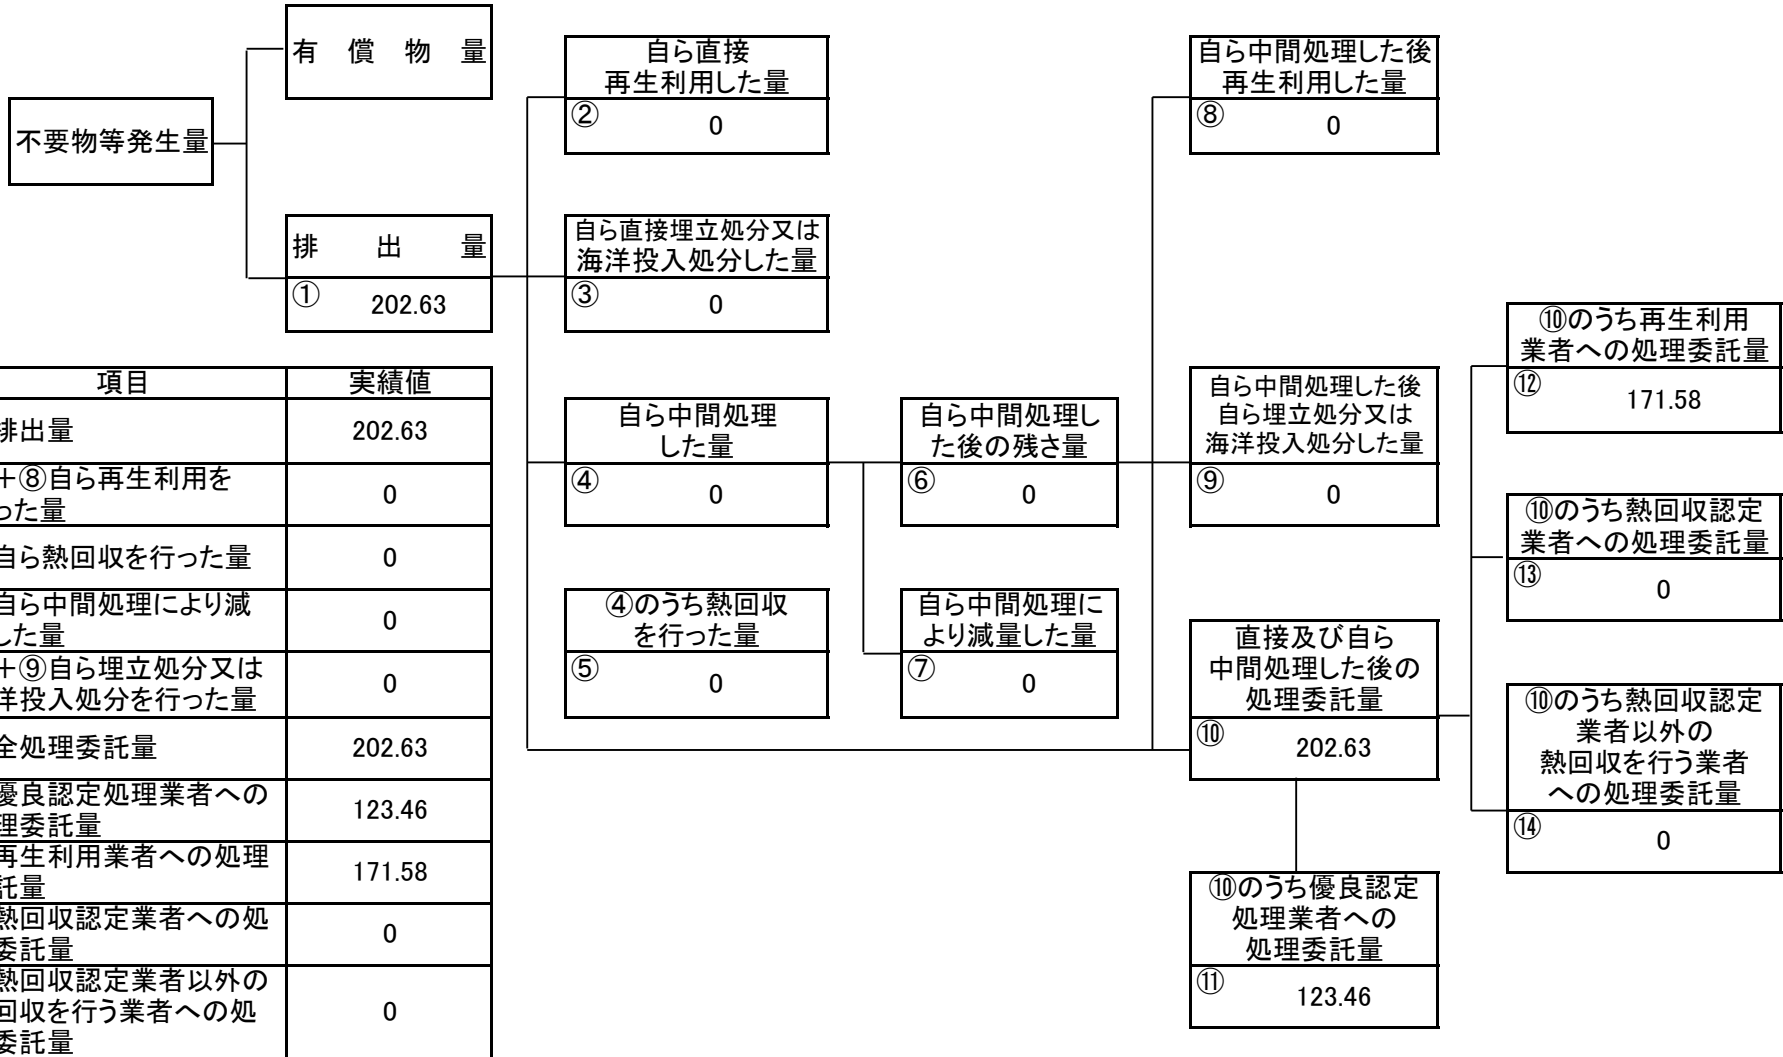 有 償 物 量
不要物等発生量
排 出 量
① 202.63
自ら直接
再生利用した量
② 0
自ら直接埋立処分又は
海洋投入処分した量
③ 0
自ら中間処理
した量
④ 0
④のうち熱回収
を行った量
⑤ 0
自ら中間処理し
た後の残さ量
⑥ 0
自ら中間処理に
より減量した量
⑦ 0
自ら中間処理した後
再生利用した量
⑧ 0
自ら中間処理した後
自ら埋立処分又は
海洋投入処分した量
⑨ 0
直接及び自ら
中間処理した後の
処理委託量
⑩ 202.63
⑩のうち優良認定
処理業者への
処理委託量
⑪ 123.46
⑩のうち再生利用
業者への処理委託量
⑫ 171.58
⑩のうち熱回収認定
業者への処理委託量
⑬ 0
⑩のうち熱回収認定
業者以外の
熱回収を行う業者
への処理委託量
⑭ 0
項目 実績値
排出量 202.63
+⑧自ら再生利用を
った量 0
自ら熱回収を行った量 0
自ら中間処理により減
した量 0
+⑨自ら埋立処分又は
洋投入処分を行った量 0
全処理委託量 202.63
優良認定処理業者への
理委託量 123.46
再生利用業者への処理
託量 171.58
熱回収認定業者への処
委託量 0
熱回収認定業者以外の
回収を行う業者への処
委託量 0